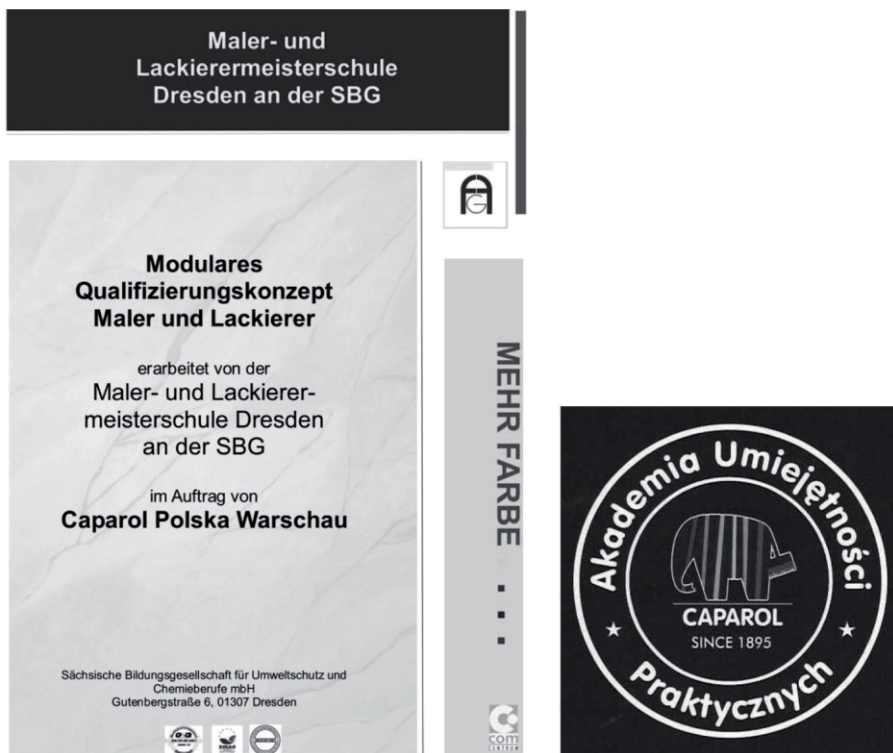 Maler- und
Lackierermeisterschule
Dresden an der SBG
Modulares
Qualifizierungskonzept
Maler und Lackierer
erarbeitet von der
Maler- und Lackierer-
meisterschule Dresden
an der SBG
im Auftrag von
Caparol Polska Warschau
Sächsische Bildungsgesellschaft für Umweltschutz und
Chemieberufe mbH
Gutenbergstraße 6, 01307 Dresden
MEHR FARBE ...
com
Akademia Umiejętności
CAPAROL
SINCE 1895
Praktycznych